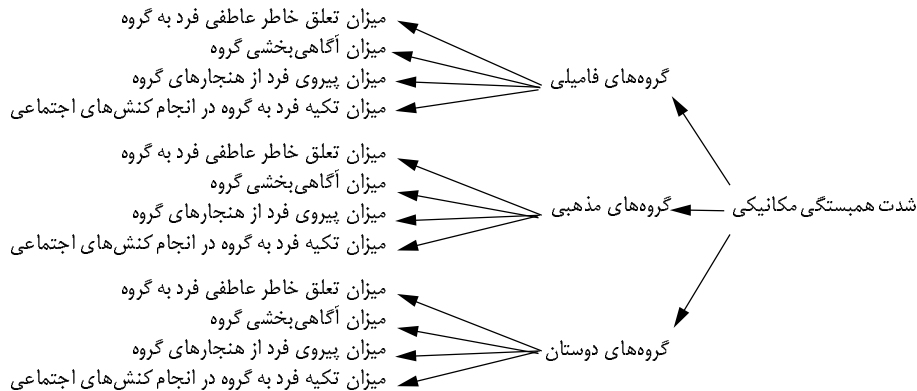 شدت همبستگی مکانیکی
گروه‌های فامیلی
میزان تعلق خاطر عاطفی فرد به گروه
میزان آگاهی‌بخشی گروه
میزان پیروی فرد از هنجارهای گروه
میزان تکیه فرد به گروه در انجام کنش‌های اجتماعی
گروه‌های مذهبی
میزان تعلق خاطر عاطفی فرد به گروه
میزان آگاهی‌بخشی گروه
میزان پیروی فرد از هنجارهای گروه
میزان تکیه فرد به گروه در انجام کنش‌های اجتماعی
گروه‌های دوستان
میزان تعلق خاطر عاطفی فرد به گروه
میزان آگاهی‌بخشی گروه
میزان پیروی فرد از هنجارهای گروه
میزان تکیه فرد به گروه در انجام کنش‌های اجتماعی